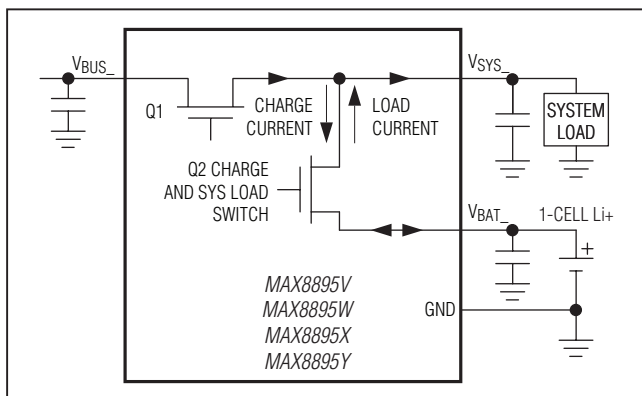 VBUS_
Q1
CHARGE
CURRENT
LOAD
CURRENT
VSYS_
SYSTEM
LOAD
Q2 CHARGE
AND SYS LOAD
SWITCH
VBAT_
1-CELL Li+
+
MAX8895V
MAX8895W
MAX8895X
MAX8895Y
GND